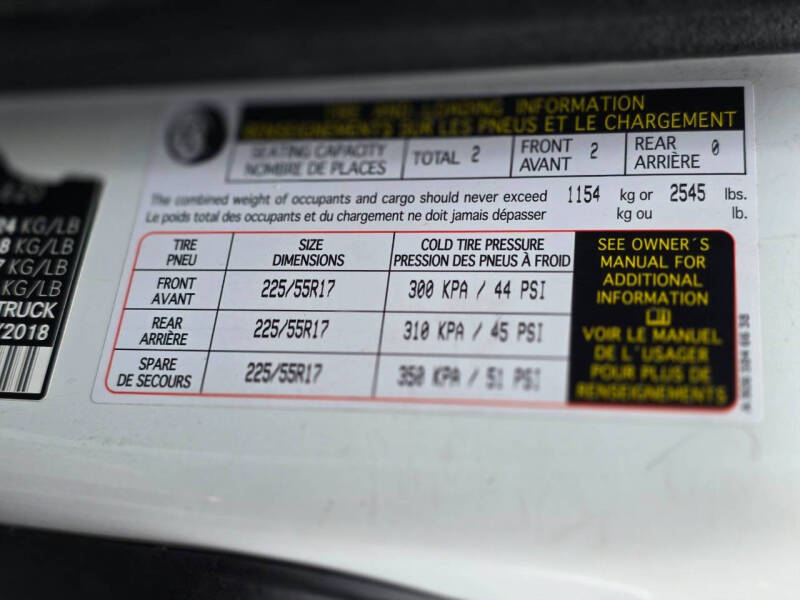 TIRE AND LOADING INFORMATION
RENSEIGNEMENTS SUR LES PNEUS ET LE CHARGEMENT
SEATING CAPACITY
NOMBRE DE PLACES
TOTAL 2
FRONT
AVANT
2
REAR
ARRIÈRE
0
The combined weight of occupants and cargo should never exceed 1154 kg or 2545 lbs.
Le poids total des occupants et du chargement ne doit jamais dépasser kg ou lb.
TIRE
PNEU
SIZE
DIMENSIONS
COLD TIRE PRESSURE
PRESSION DES PNEUS À FROID
FRONT
AVANT
225/55R17
300 KPA / 44 PSI
REAR
ARRIÈRE
225/55R17
310 KPA / 45 PSI
SPARE
DE SECOURS
225/55R17
350 KPA / 51 PSI
SEE OWNER'S
MANUAL FOR
ADDITIONAL
INFORMATION
VOIR LE MANUEL
DE L'USAGER
POUR PLUS DE
RENSEIGNEMENTS
24 KG/LB
8 KG/LB
7 KG/LB
KG/LB
TRUCK
/2018